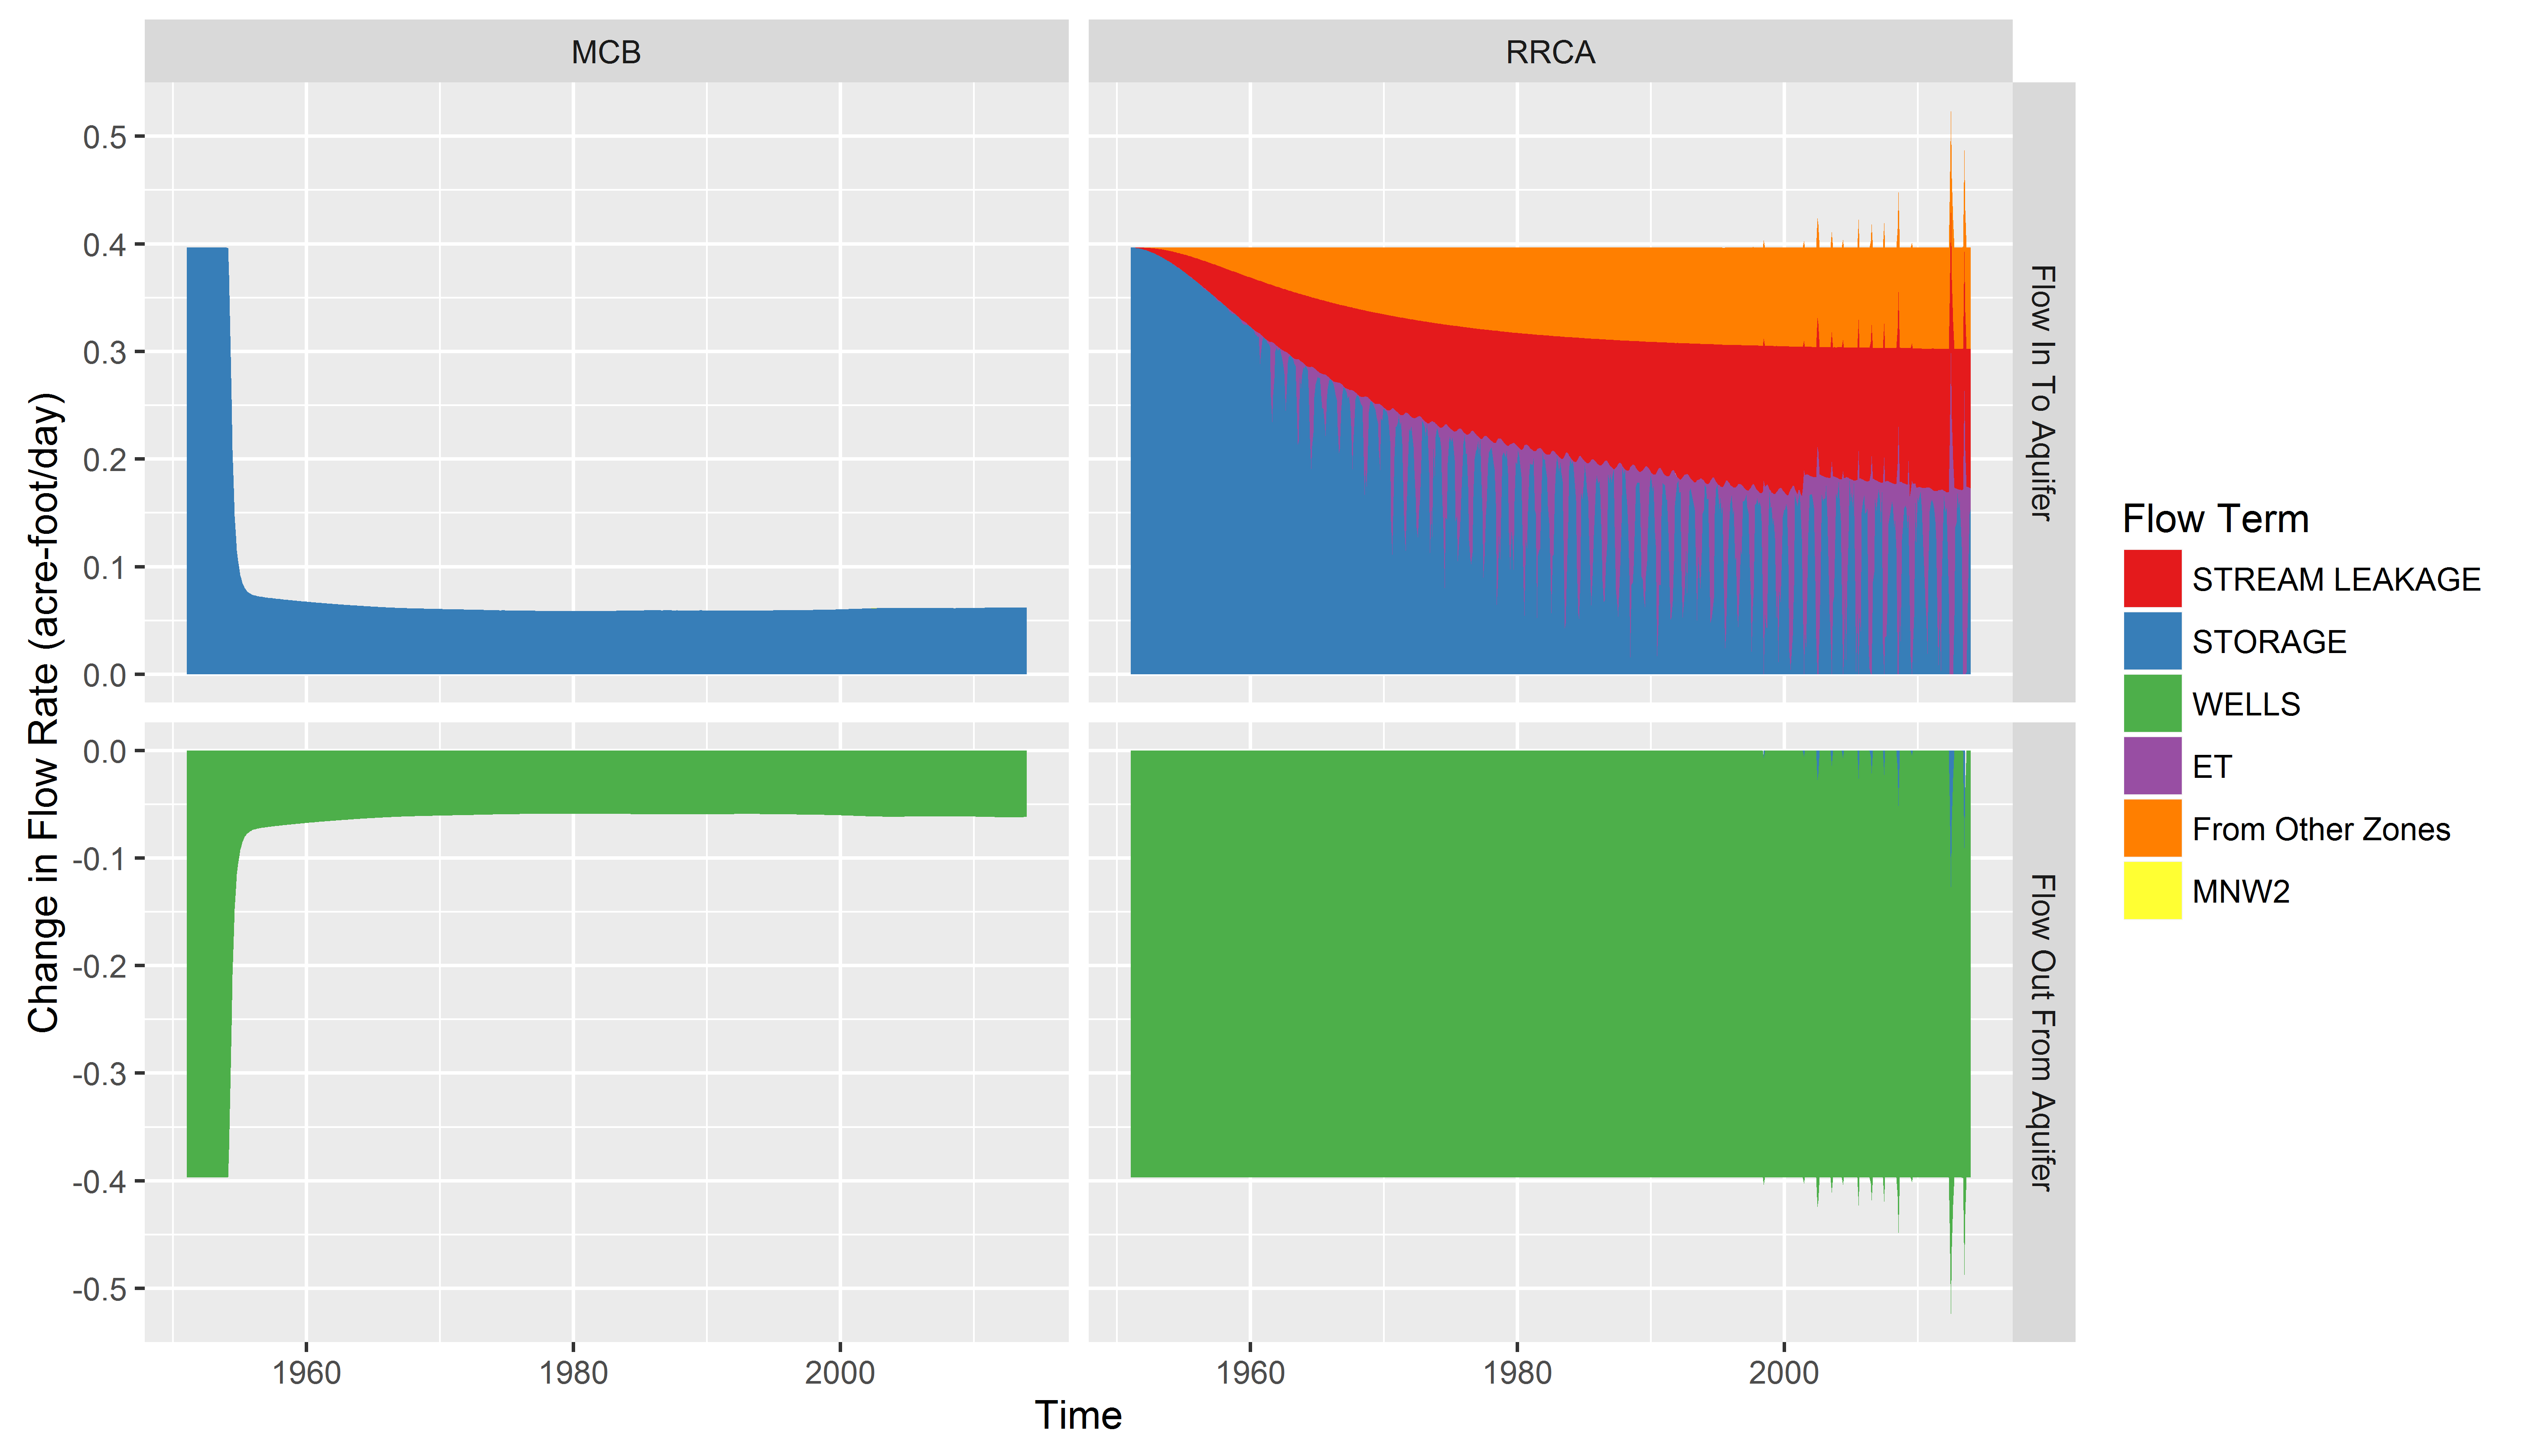 MCB
RRCA
Change in Flow Rate (acre-foot/day)
0.5
0.4
0.3
0.2
0.1
0.0
Flow In To Aquifer
0.0
-0.1
-0.2
-0.3
-0.4
-0.5
Flow Out From Aquifer
1960
1980
2000
1960
1980
2000
Time
Flow Term
STREAM LEAKAGE
STORAGE
WELLS
ET
From Other Zones
MNW2